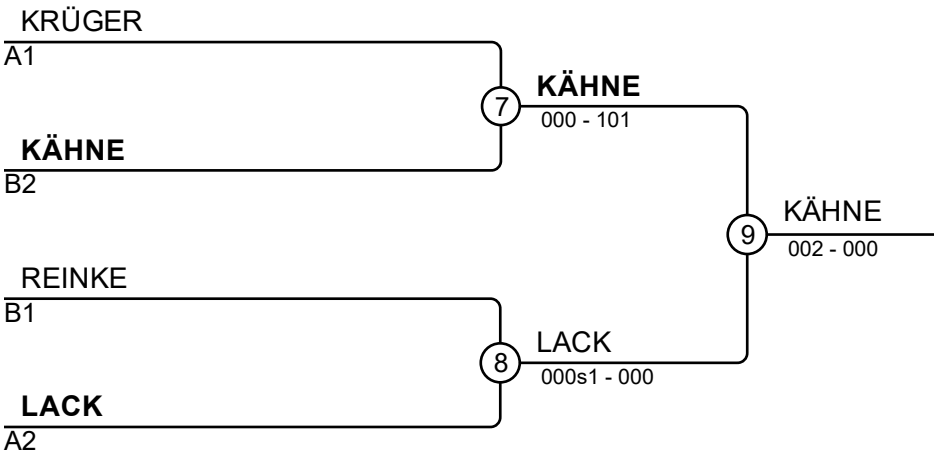 KRÜGER
A1
7
KÄHNE
000 - 101
KÄHNE
B2
9
KÄHNE
002 - 000
REINKE
B1
8
LACK
000s1 - 000
LACK
A2